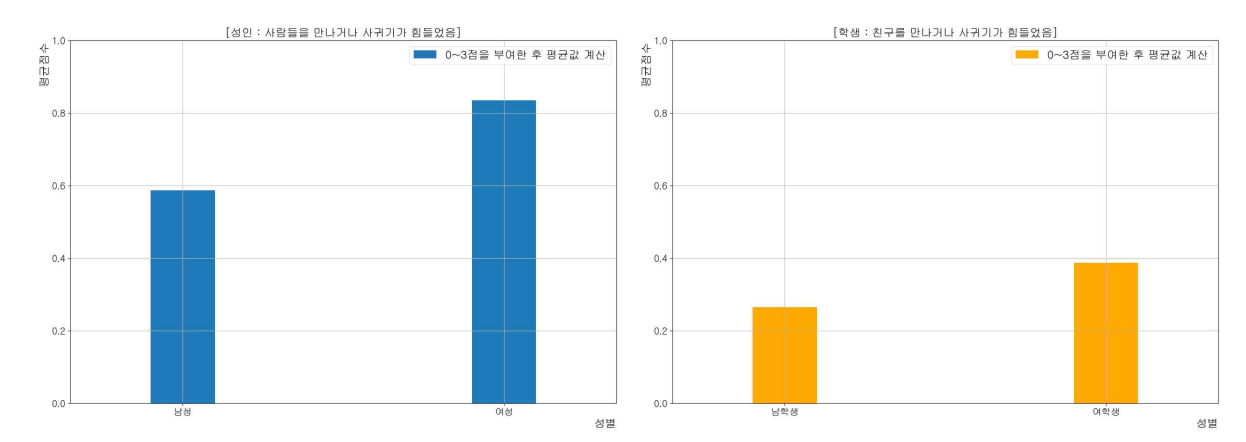 [성인 : 사람들을 만나거나 사귀기가 힘들었음]
평균점수
1.0
0.8
0.6
0.4
0.2
0.0
0~3점을 부여한 후 평균값 계산
남성
여성
성별
[학생 : 친구를 만나거나 사귀기가 힘들었음]
평균점수
1.0
0.8
0.6
0.4
0.2
0.0
0~3점을 부여한 후 평균값 계산
남학생
여학생
성별